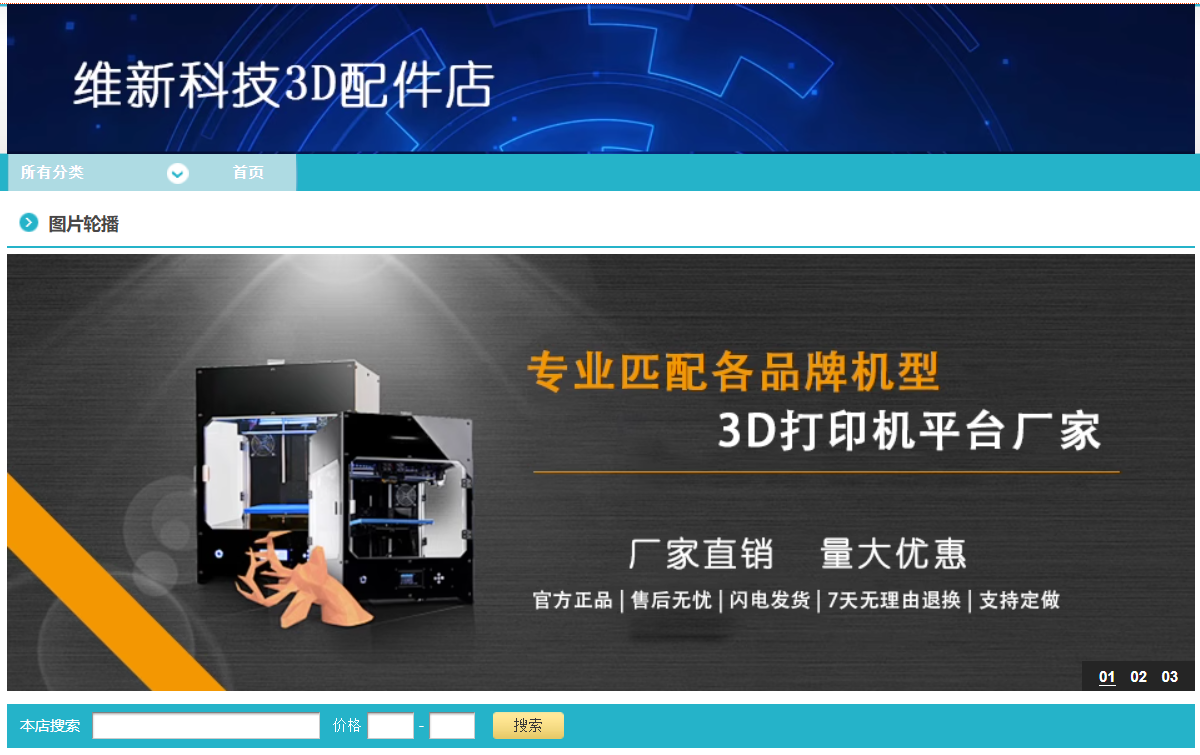 维新科技3D配件店
所有分类 首页
图片轮播
专业匹配各品牌机型
3D打印机平台厂家
厂家直销 量大优惠
官方正品|售后无忧|闪电发货|7天无理由退换|支持定做
01 02 03
本店搜索 价格 - 搜索